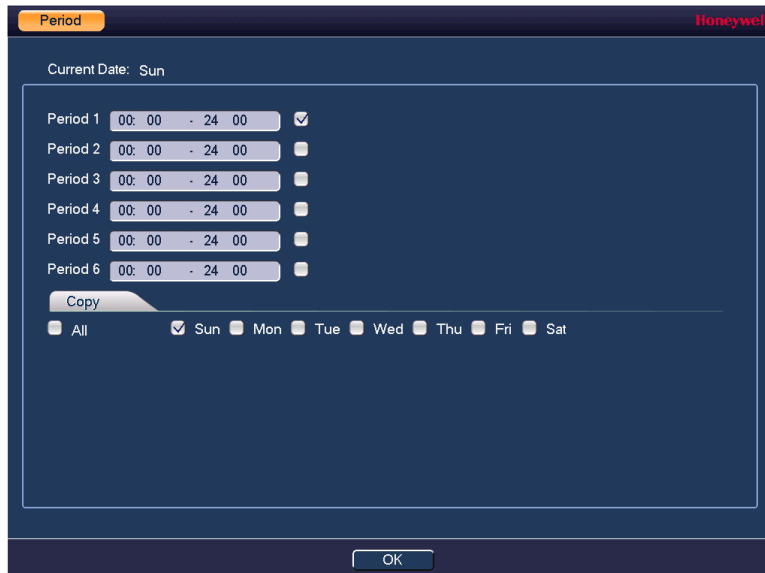 Period Honeywell
Current Date: Sun
Period 1 00: 00 - 24 00
Period 2 00: 00 - 24 00
Period 3 00: 00 - 24 00
Period 4 00: 00 - 24 00
Period 5 00: 00 - 24 00
Period 6 00: 00 - 24 00
Copy
All Sun Mon Tue Wed Thu Fri Sat
OK